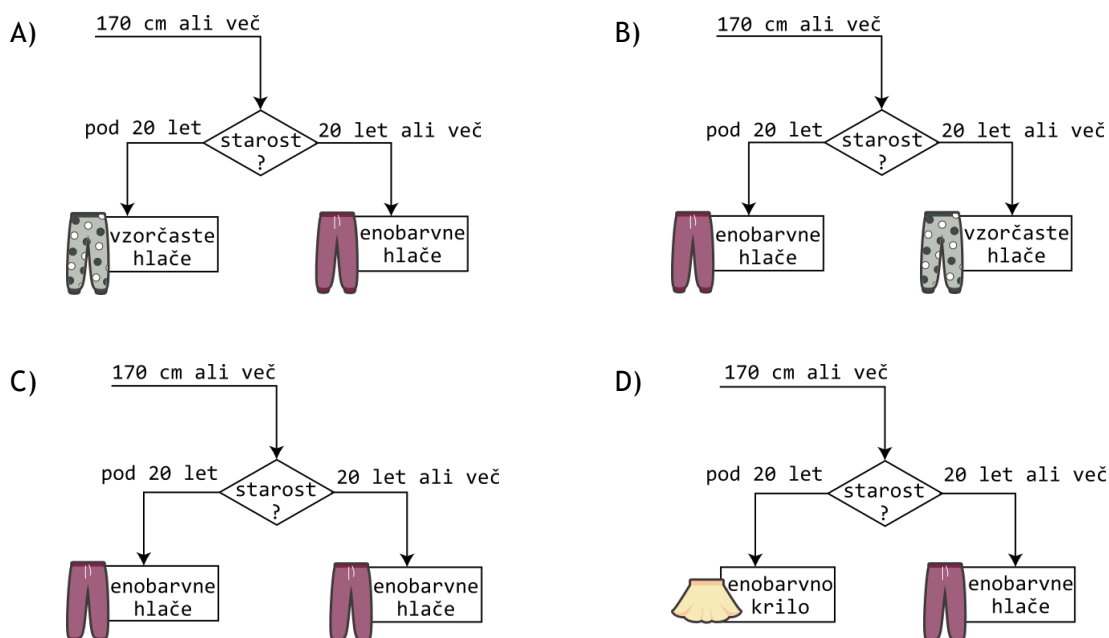 A)
170 cm ali več
pod 20 let
20 let ali več
starost
?
vzorčaste
hlače
enobarvne
hlače
B)
170 cm ali več
pod 20 let
20 let ali več
starost
?
enobarvne
hlače
vzorčaste
hlače
C)
170 cm ali več
pod 20 let
20 let ali več
starost
?
enobarvne
hlače
enobarvne
hlače
D)
170 cm ali več
pod 20 let
20 let ali več
starost
?
enobarvno
krilo
enobarvne
hlače